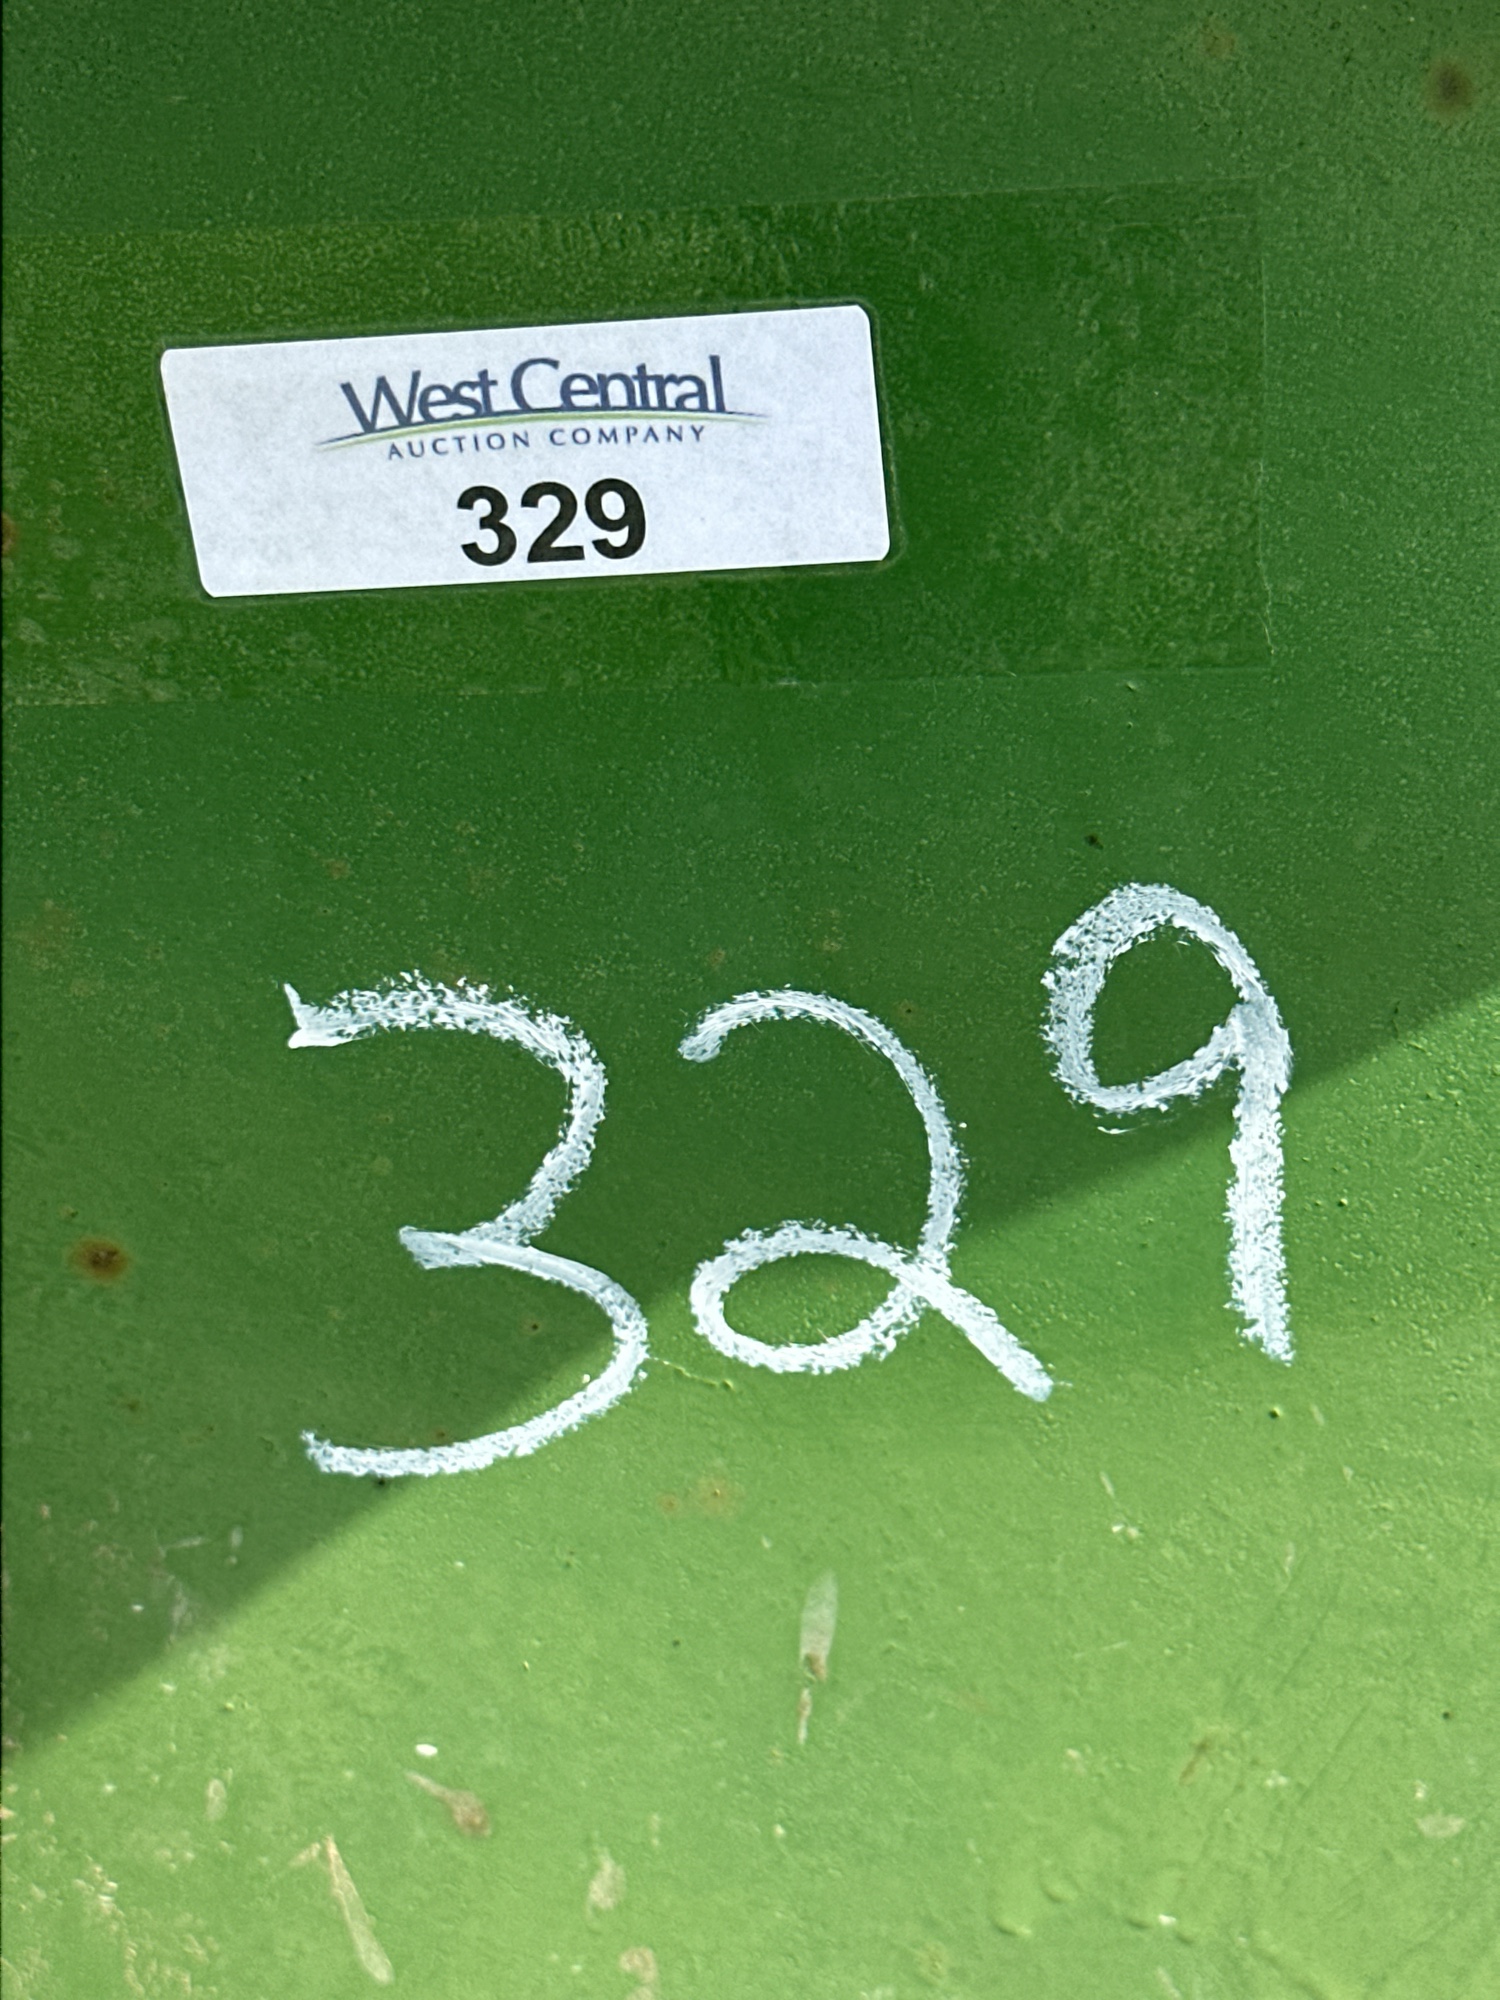 West Central
AUCTION COMPANY
329
329